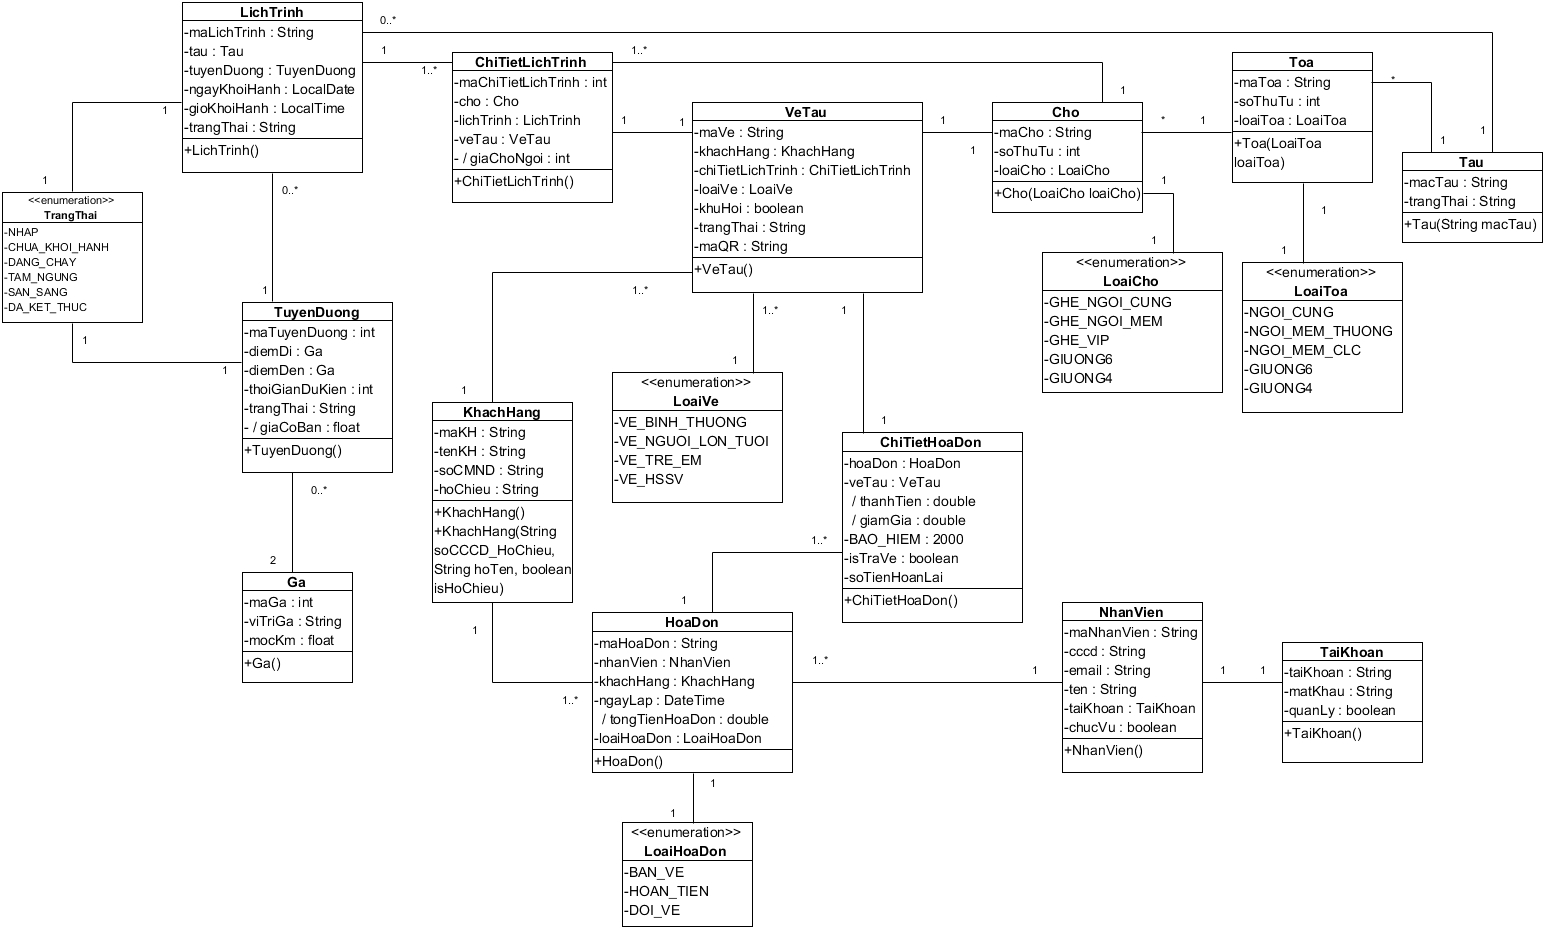 LichTrinh
-maLichTrinh : String
-tau : Tau
-tuyenDuong : TuyenDuong
-ngayKhoiHanh : LocalDate
-gioKhoiHanh : LocalTime
-trangThai : String
+LichTrinh()
0..*
1
1..*
1
0..*
1
ChiTietLichTrinh
-maChiTietLichTrinh : int
-cho : Cho
-lichTrinh : LichTrinh
-veTau : VeTau
- / giaChoNgoi : int
+ChiTietLichTrinh()
1..*
1
1
1
VeTau
-maVe : String
-khachHang : KhachHang
-chiTietLichTrinh : ChiTietLichTrinh
-loaiVe : LoaiVe
-khuHoi : boolean
-trangThai : String
-maQR : String
+VeTau()
1
1
Cho
-maCho : String
-soThuTu : int
-loaiCho : LoaiCho
+Cho(LoaiCho loaiCho)
*
1
1
1
Toa
-maToa : String
-soThuTu : int
-loaiToa : LoaiToa
+Toa(LoaiToa
loaiToa)
*
1
1
1
1
Tau
-macTau : String
-trangThai : String
+Tau(String macTau)
1
<<enumeration>>
TrangThai
-NHAP
-CHUA_KHOI_HANH
-DANG_CHAY
-TAM_NGUNG
-SAN_SANG
-DA_KET_THUC
1
1
TuyenDuong
-maTuyenDuong : int
-diemDi : Ga
-diemDen : Ga
-thoiGianDuKien : int
-trangThai : String
- / giaCoBan : float
+TuyenDuong()
0..*
2
Ga
-maGa : int
-viTriGa : String
-mocKm : float
+Ga()
1..*
1
KhachHang
-maKH : String
-tenKH : String
-soCMND : String
-hoChieu : String
+KhachHang()
+KhachHang(String
soCCCD_HoChieu,
String hoTen, boolean
isHoChieu)
1
1..*
1..*
1
<<enumeration>>
LoaiVe
-VE_BINH_THUONG
-VE_NGUOI_LON_TUOI
-VE_TRE_EM
-VE_HSSV
1
1
ChiTietHoaDon
-hoaDon : HoaDon
-veTau : VeTau
/ thanhTien : double
/ giamGia : double
-BAO_HIEM : 2000
-isTraVe : boolean
-soTienHoanLai
+ChiTietHoaDon()
1..*
1
<<enumeration>>
LoaiCho
-GHE_NGOI_CUNG
-GHE_NGOI_MEM
-GHE_VIP
-GIUONG6
-GIUONG4
<<enumeration>>
LoaiToa
-NGOI_CUNG
-NGOI_MEM_THUONG
-NGOI_MEM_CLC
-GIUONG6
-GIUONG4
HoaDon
-maHoaDon : String
-nhanVien : NhanVien
-khachHang : KhachHang
-ngayLap : DateTime
/ tongTienHoaDon : double
-loaiHoaDon : LoaiHoaDon
+HoaDon()
1..*
1
NhanVien
-maNhanVien : String
-cccd : String
-email : String
-ten : String
-taiKhoan : TaiKhoan
-chucVu : boolean
+NhanVien()
1
1
TaiKhoan
-taiKhoan : String
-matKhau : String
-quanLy : boolean
+TaiKhoan()
1
1
<<enumeration>>
LoaiHoaDon
-BAN_VE
-HOAN_TIEN
-DOI_VE